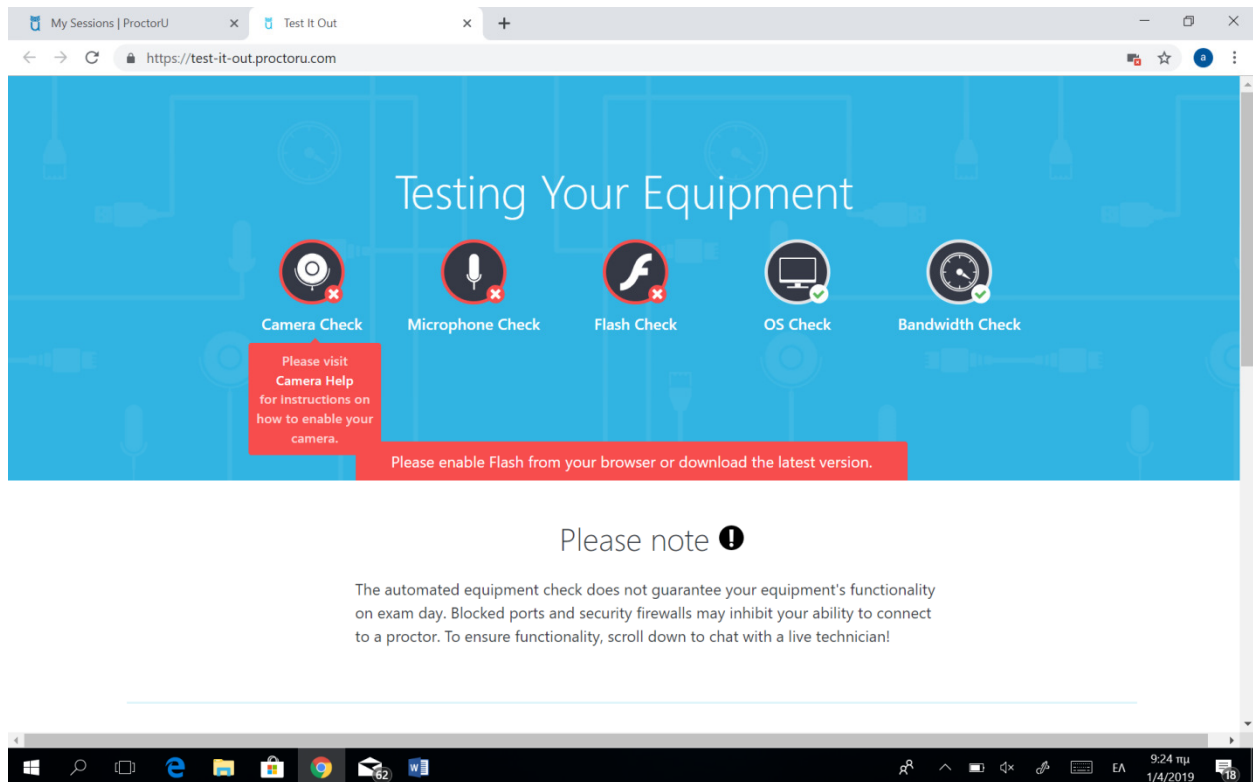 My Sessions | ProctorU
Test It Out
https://test-it-out.proctoru.com
a
Testing Your Equipment
Camera Check
Microphone Check
Flash Check
OS Check
Bandwidth Check
Please visit
Camera Help
for instructions on
how to enable your
camera.
Please enable Flash from your browser or download the latest version.
Please note
The automated equipment check does not guarantee your equipment's functionality
on exam day. Blocked ports and security firewalls may inhibit your ability to connect
to a proctor. To ensure functionality, scroll down to chat with a live technician!
62
ΕΛ
9:24 πμ
1/4/2019
18